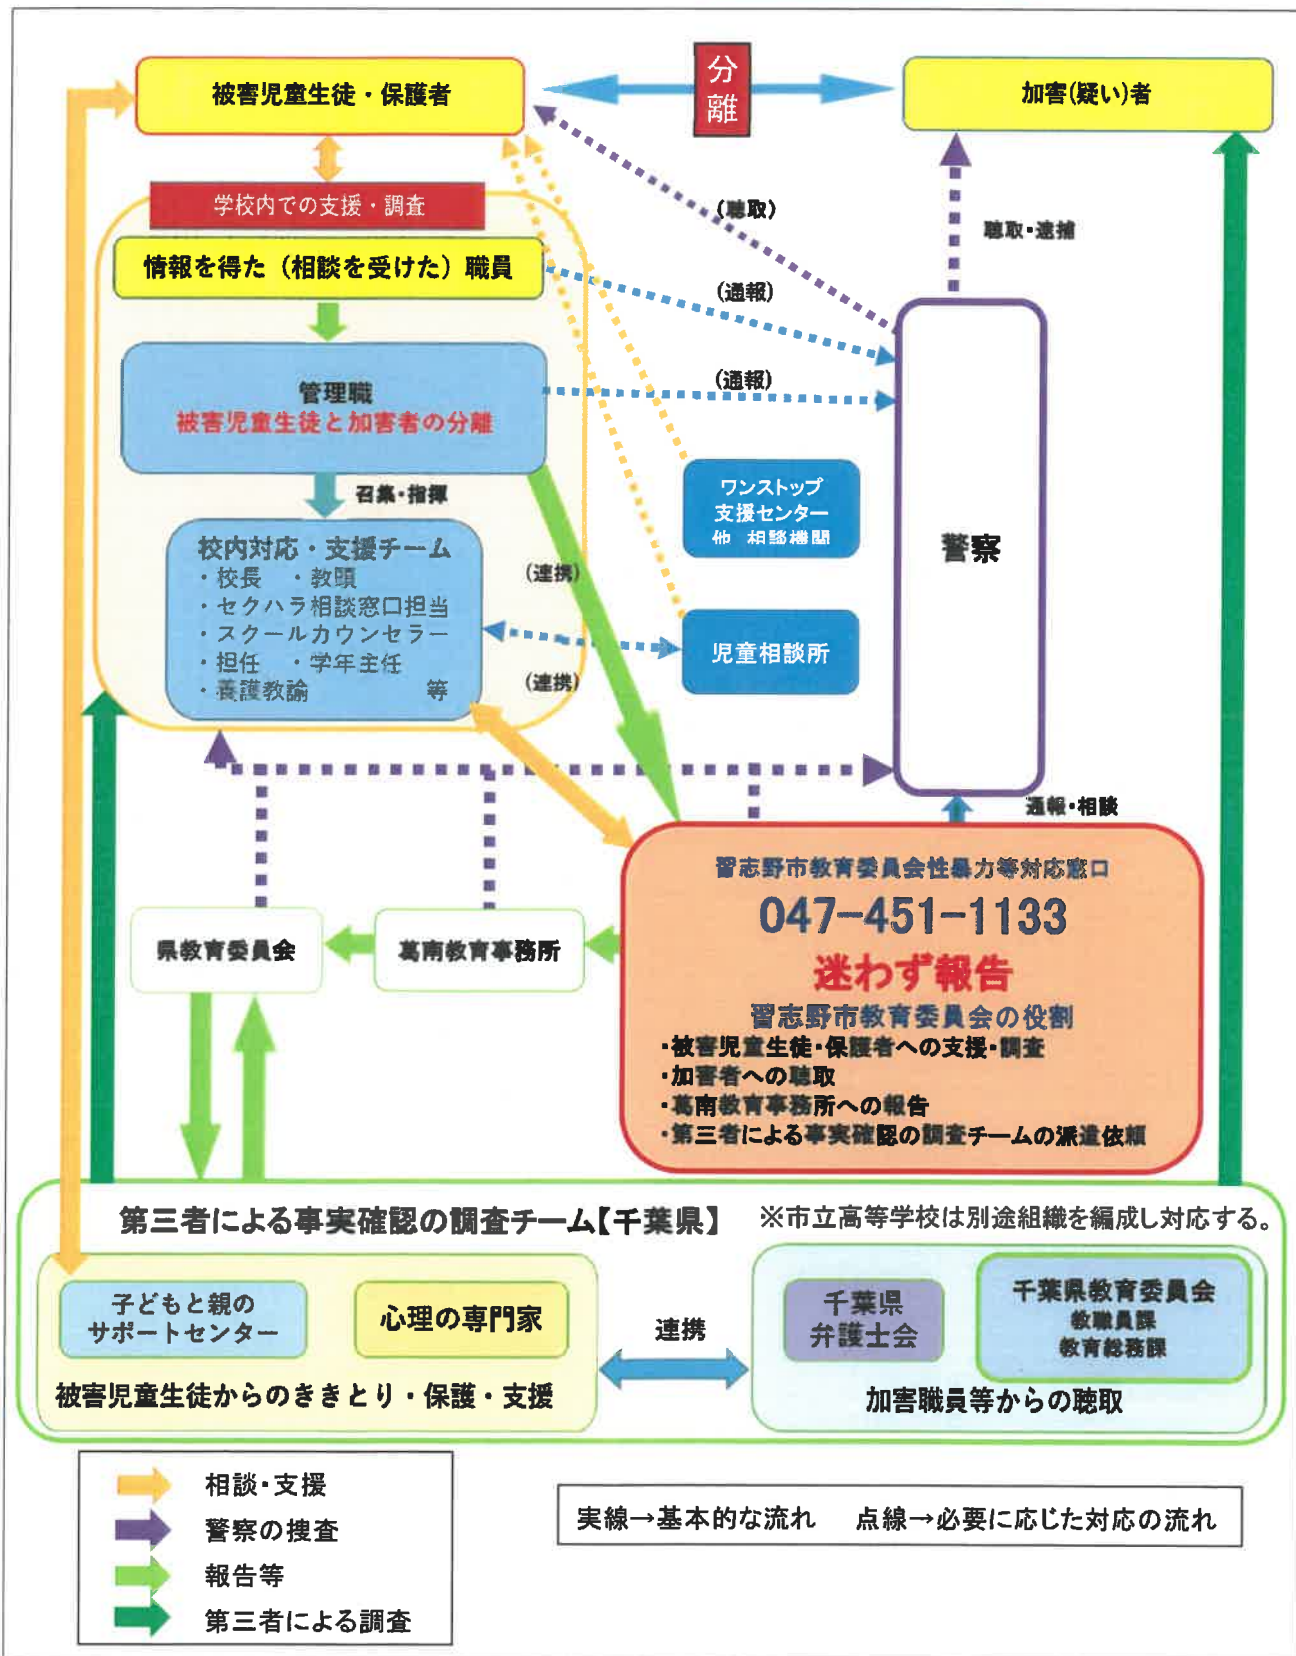 被害児童生徒・保護者
分離
加害(疑い)者
学校内での支援・調査
情報を得た（相談を受けた）職員
(聴取)
聴取・逮捕
(通報)
管理職
被害児童生徒と加害者の分離
(通報)
召集・指揮
ワンストップ
支援センター
他 相談機関
警察
校内対応・支援チーム
・校長　・教頭
・セクハラ相談窓口担当
・スクールカウンセラー
・担任　・学年主任
・養護教諭　　　　　等
(連携)
児童相談所
(連携)
通報・相談
習志野市教育委員会性暴力等対応窓口
047-451-1133
迷わず報告
習志野市教育委員会の役割
・被害児童生徒・保護者への支援・調査
・加害者への聴取
・葛南教育事務所への報告
・第三者による事実確認の調査チームの派遣依頼
県教育委員会
葛南教育事務所
第三者による事実確認の調査チーム【千葉県】　※市立高等学校は別途組織を編成し対応する。
子どもと親の
サポートセンター
心理の専門家
被害児童生徒からのききとり・保護・支援
連携
千葉県
弁護士会
千葉県教育委員会
教職員課
教育総務課
加害職員等からの聴取
相談・支援
警察の捜査
報告等
第三者による調査
実線→基本的な流れ　点線→必要に応じた対応の流れ